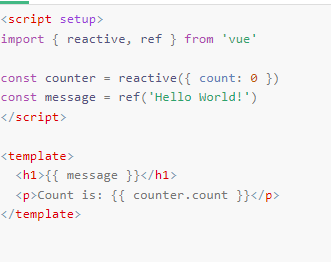 <script setup>
import { reactive, ref } from 'vue'
const counter = reactive({ count: 0 })
const message = ref('Hello World!')
</script>
<template>
<h1>{{ message }}</h1>
<p>Count is: {{ counter.count }}</p>
</template>